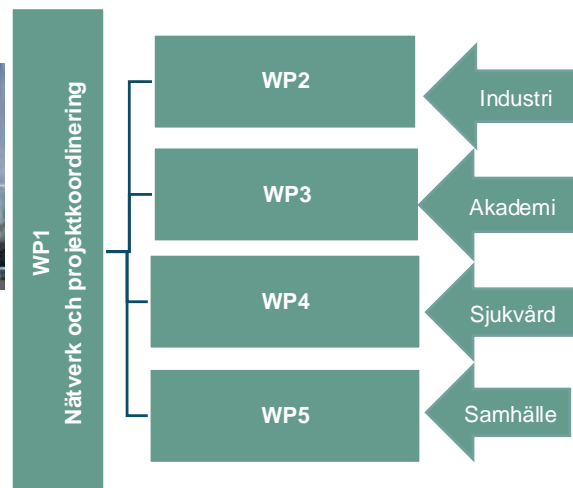 WP1
Nätverk och projektkoordinering
WP2
Industri
WP3
Akademi
WP4
Sjukvård
WP5
Samhälle